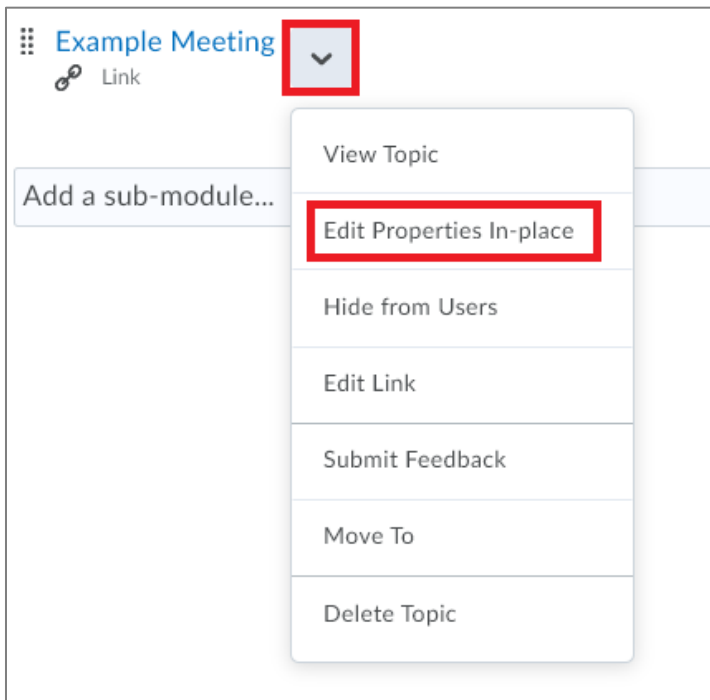 Example Meeting
Link
View Topic
Add a sub-module...
Edit Properties In-place
Hide from Users
Edit Link
Submit Feedback
Move To
Delete Topic